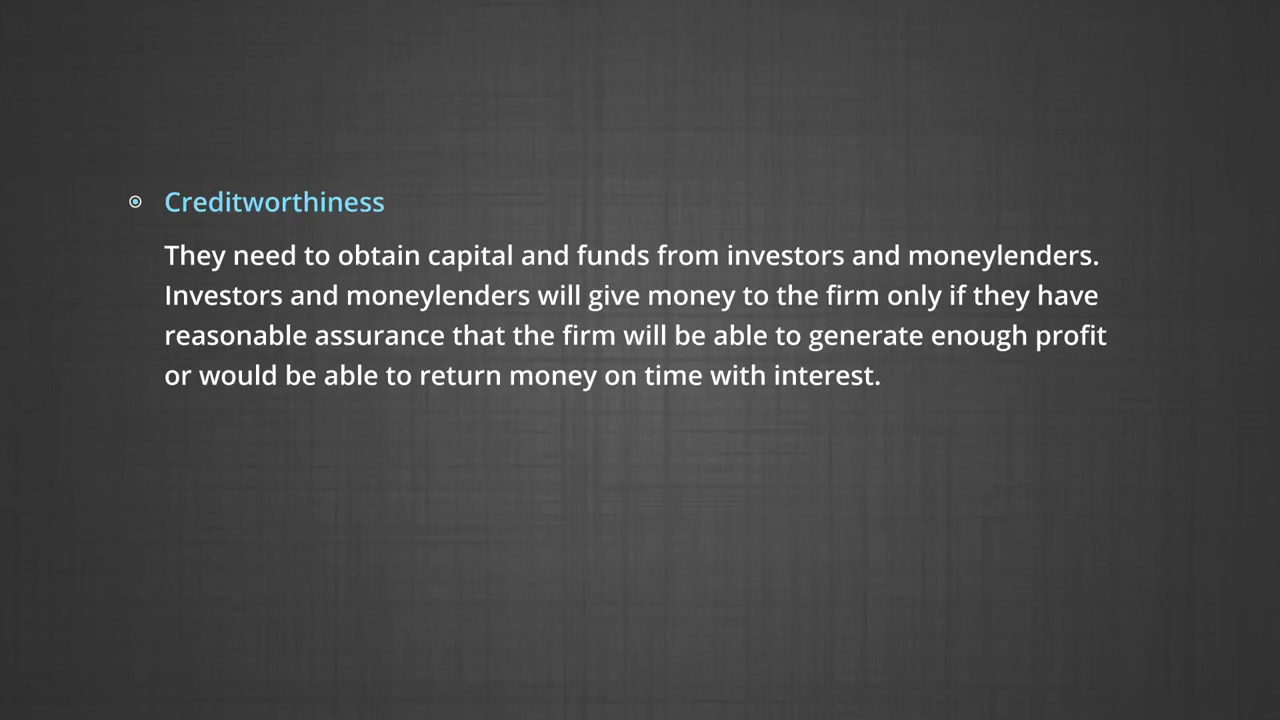 Creditworthiness
They need to obtain capital and funds from investors and moneylenders.
Investors and moneylenders will give money to the firm only if they have
reasonable assurance that the firm will be able to generate enough profit
or would be able to return money on time with interest.